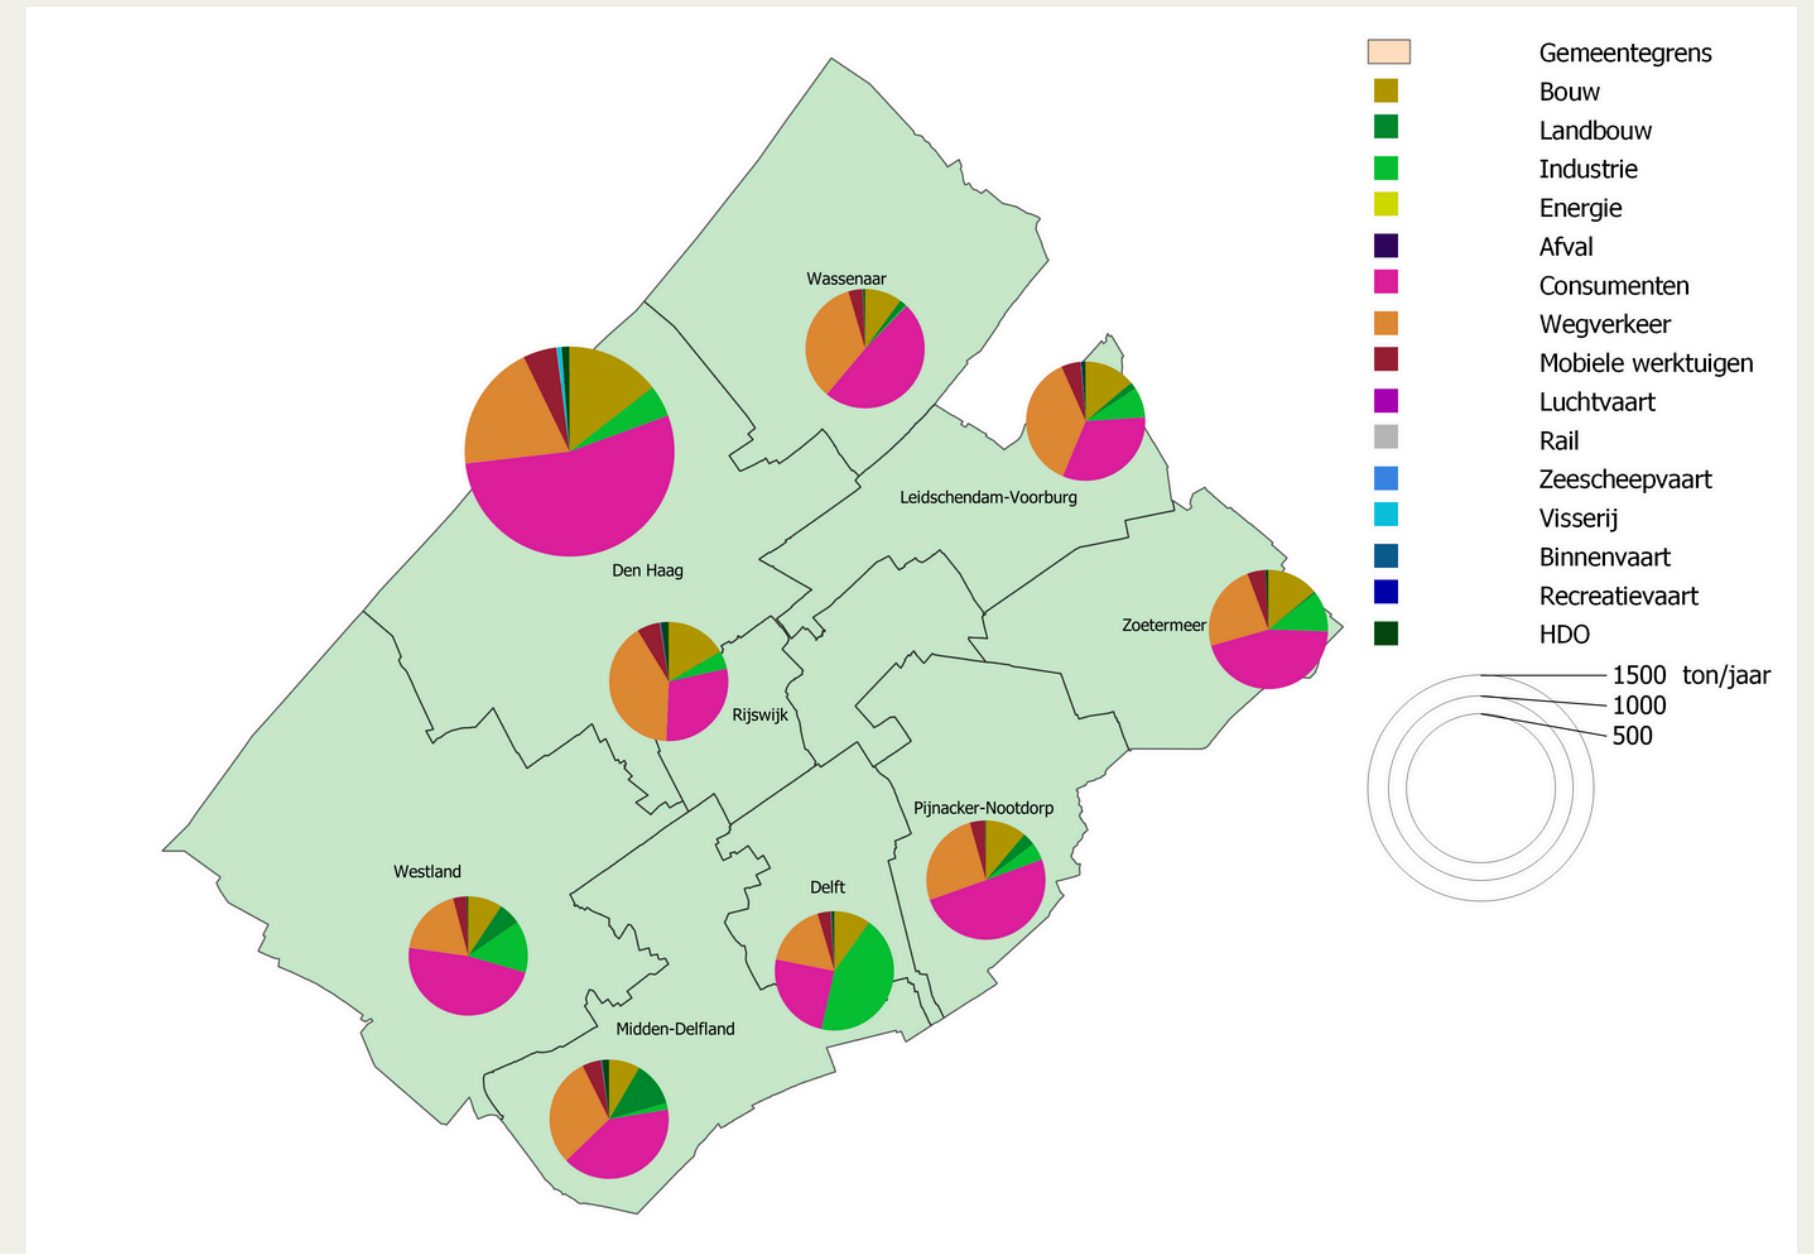 Gemeentegrens
Bouw
Landbouw
Industrie
Energie
Afval
Consumenten
Wegverkeer
Mobiele werktuigen
Luchtvaart
Rail
Zeescheepvaart
Visserij
Binnenvaart
Recreatievaart
HDO
1500 ton/jaar
1000
500
Wassenaar
Leidschendam-Voorburg
Den Haag
Zoetermeer
Rijswijk
Pijnacker-Nootdorp
Westland
Delft
Midden-Delfland